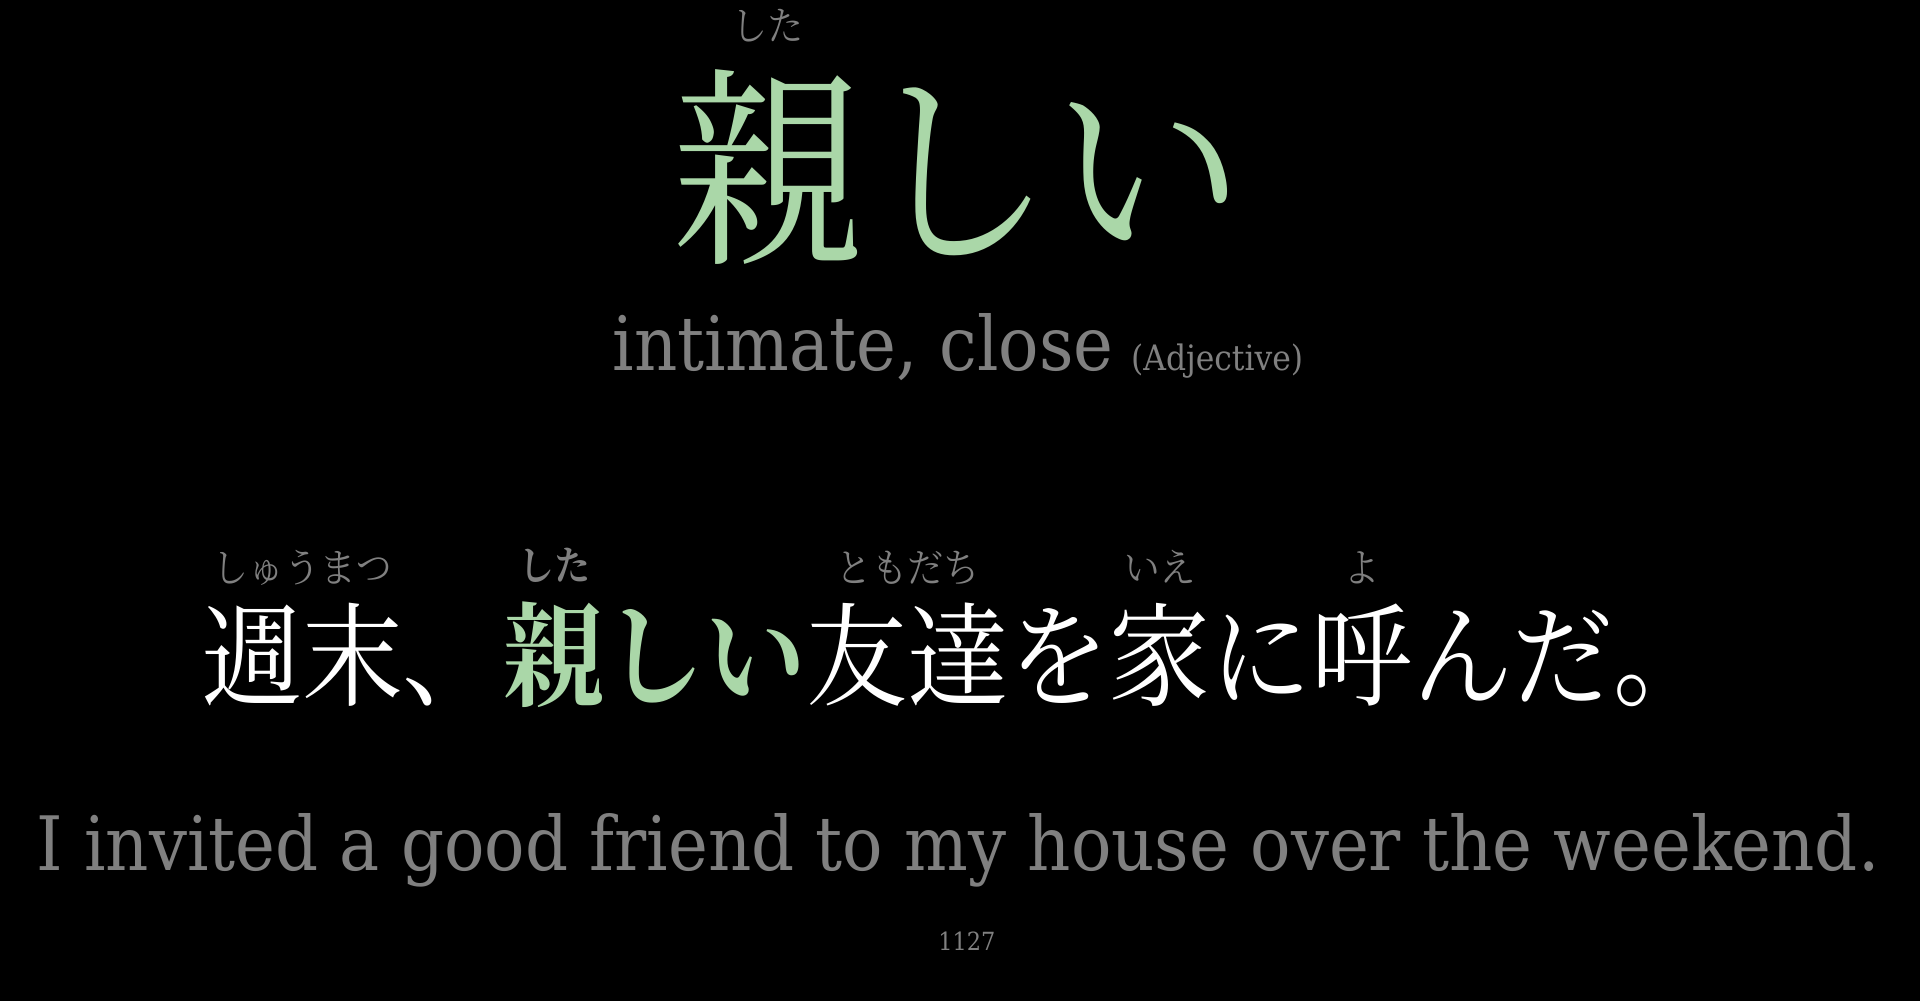 した
親しい
intimate, close (Adjective)
しゅうまつ した ともだち いえ よ
週末、親しい友達を家に呼んだ。
I invited a good friend to my house over the weekend.
1127